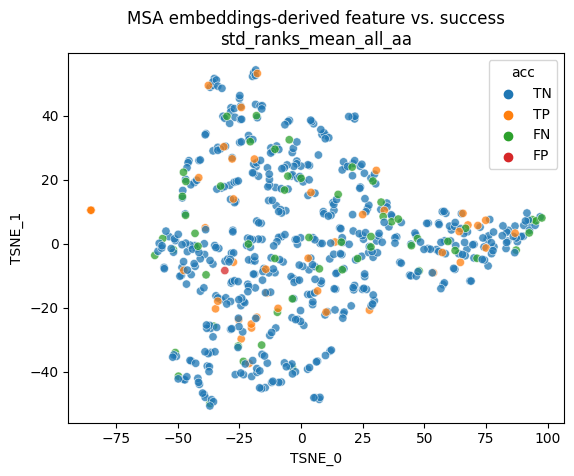 MSA embeddings-derived feature vs. success
std_ranks_mean_all_aa
acc
TN
TP
FN
FP
TSNE_1
40
20
0
−20
−40
−75
−50
−25
0
25
50
75
100
TSNE_0